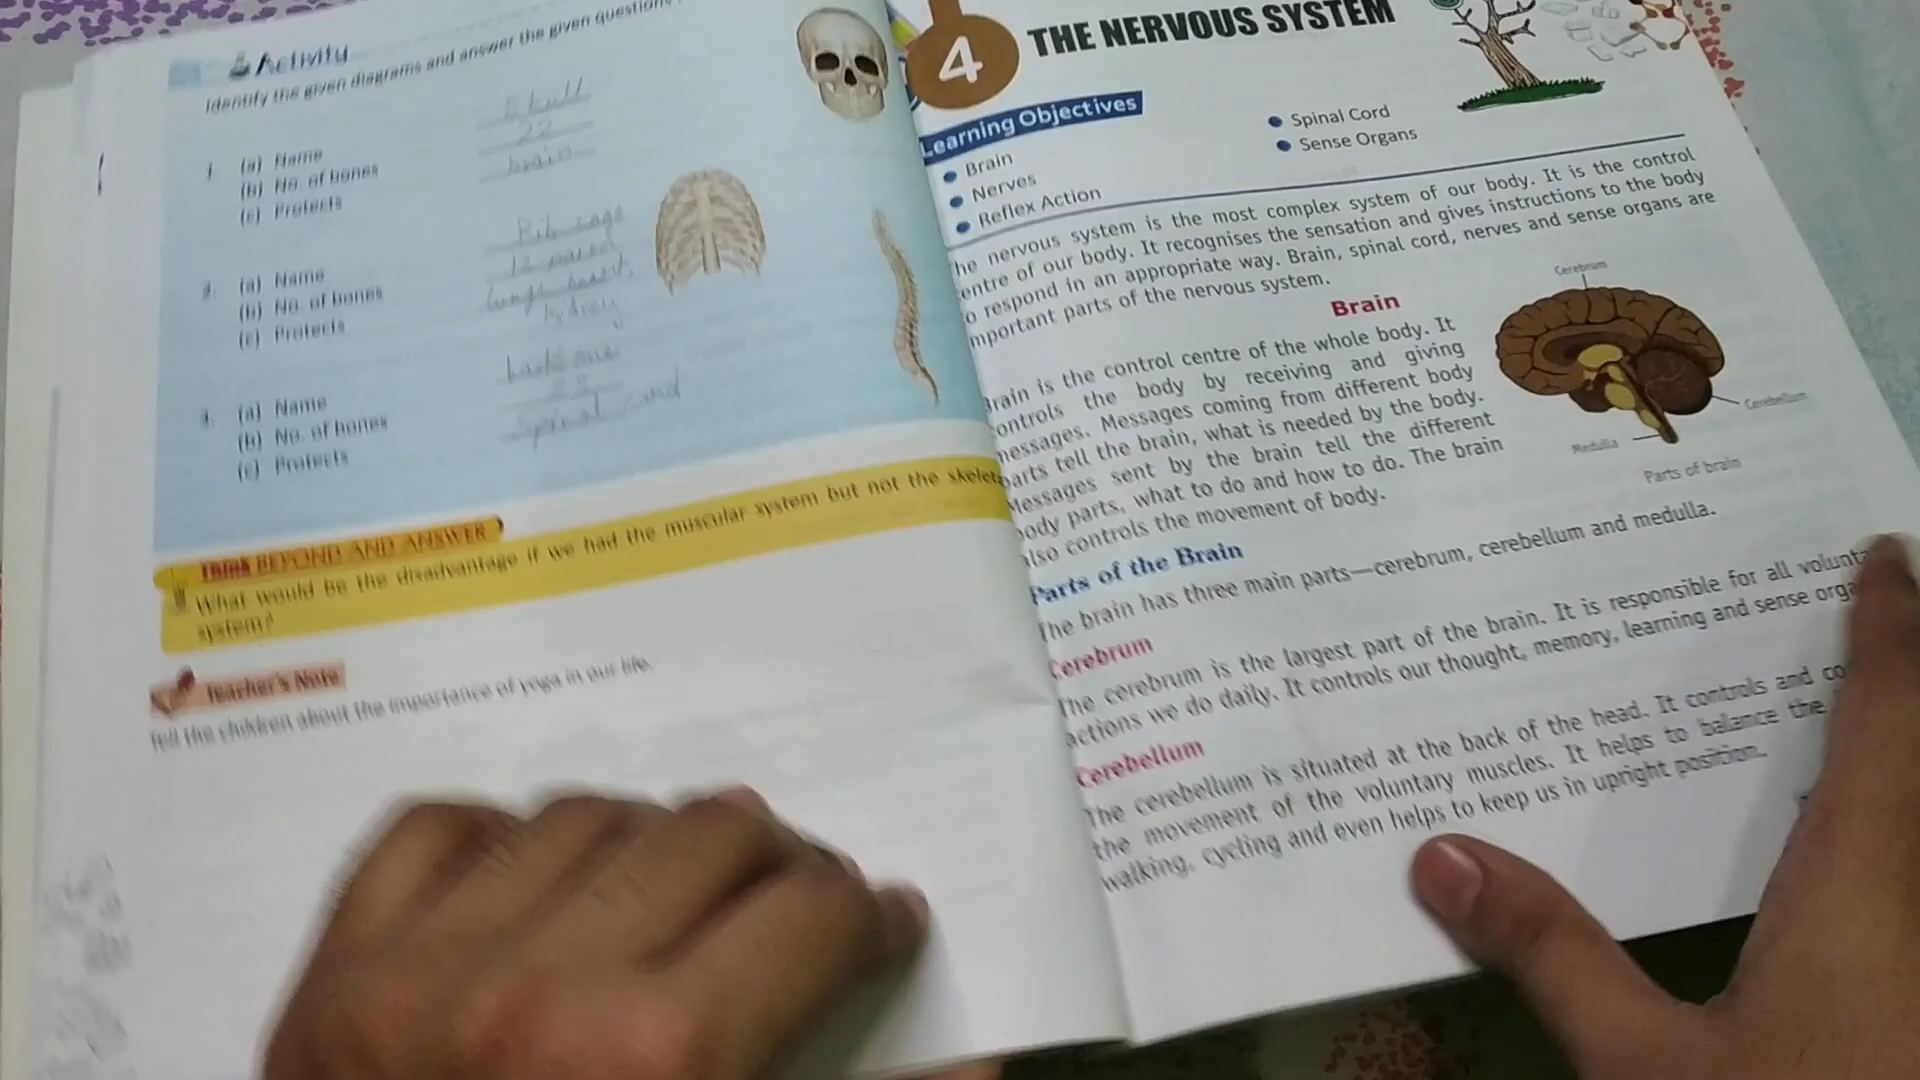 Activity
Identify the given diagrams and answer the given questions
1. (a) Name Skull
(b) No. of bones 22
(c) Protects brain
2. (a) Name Rib cage
(b) No. of bones 12
(c) Protects
3. (a) Name
(b) No. of bones
(c) Protects spinal
Think BEYOND AND ANSWER
What would be the disadvantage if we had the muscular system but not the skelet
system?
Teacher's Note
Tell the children about the importance of yoga in our life.
4 THE NERVOUS SYSTEM
Learning Objectives
Brain
Nerves
Reflex Action
Spinal Cord
Sense Organs
he nervous system is the most complex system of our body. It is the control
entre of our body. It recognises the sensation and gives instructions to the body
o respond in an appropriate way. Brain, spinal cord, nerves and sense organs are
mportant parts of the nervous system.
Brain
Brain is the control centre of the whole body. It
ontrols the body by receiving and giving
messages. Messages coming from different body
parts tell the brain, what is needed by the body.
Messages sent by the brain tell the different
body parts, what to do and how to do. The brain
also controls the movement of body.
Cerebrum
Cerebellum
Medulla
Parts of brain
Parts of the Brain
The brain has three main parts—cerebrum, cerebellum and medulla.
Cerebrum
The cerebrum is the largest part of the brain. It is responsible for all volunta
actions we do daily. It controls our thought, memory, learning and sense orga
Cerebellum
The cerebellum is situated at the back of the head. It controls and co
the movement of the voluntary muscles. It helps to balance the
walking, cycling and even helps to keep us in upright position.